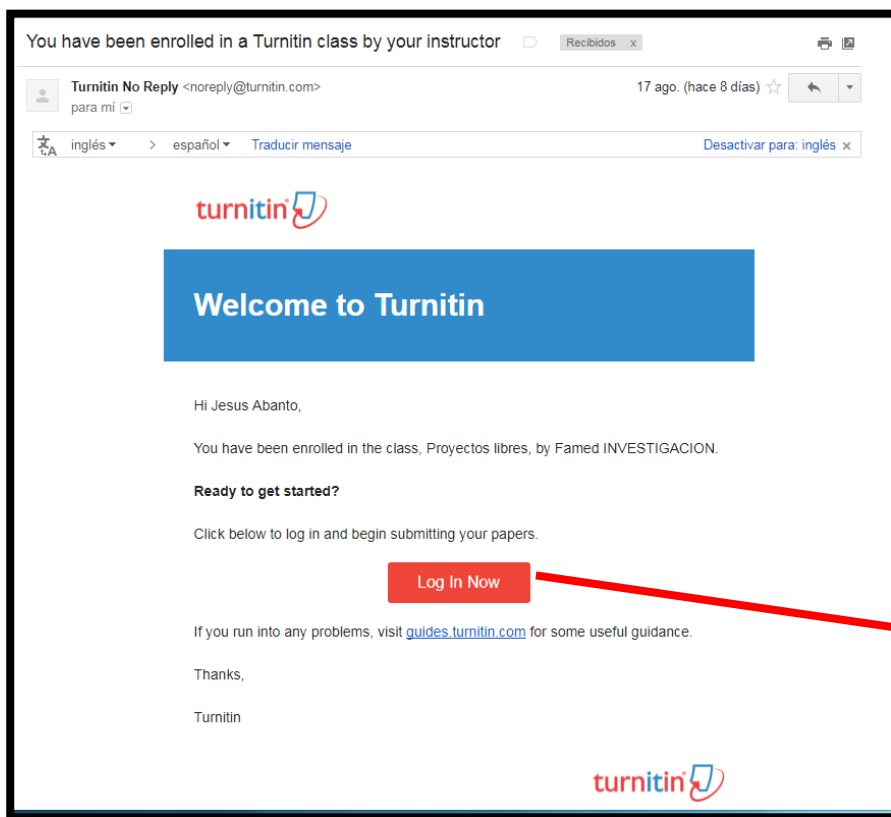 You have been enrolled in a Turnitin class by your instructor Recibidos x
Turnitin No Reply <noreply@turnitin.com> 17 ago. (hace 8 días)
para mí
inglés > español Traducir mensaje Desactivar para: inglés x
turnitin
Welcome to Turnitin
Hi Jesus Abanto,
You have been enrolled in the class, Proyectos libres, by Famed INVESTIGACION.
Ready to get started?
Click below to log in and begin submitting your papers.
Log In Now
If you run into any problems, visit guides.turnitin.com for some useful guidance.
Thanks,
Turnitin
turnitin